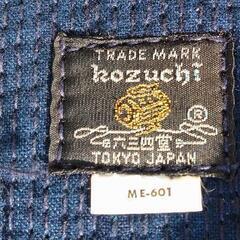 TRADE MARK
kozuchi
®
六三四堂
TOKYO JAPAN
ME-601